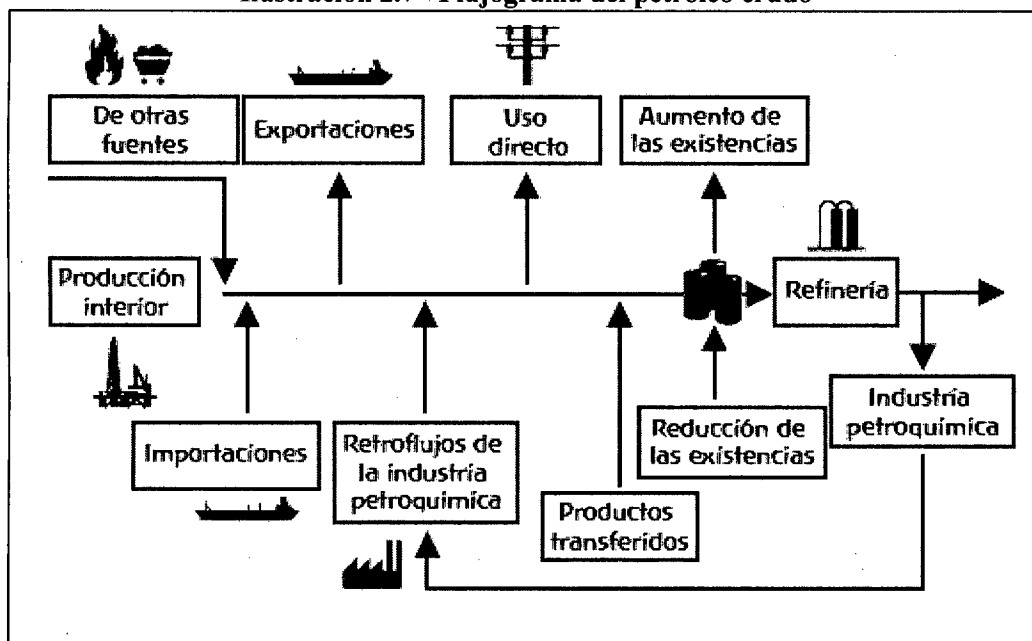 De otras
fuentes
Exportaciones
Uso
directo
Aumento de
las existencias
Producción
interior
Refinería
Importaciones
Retroflujos de
la industria
petroquímica
Productos
transferidos
Reducción de
las existencias
Industria
petroquímica